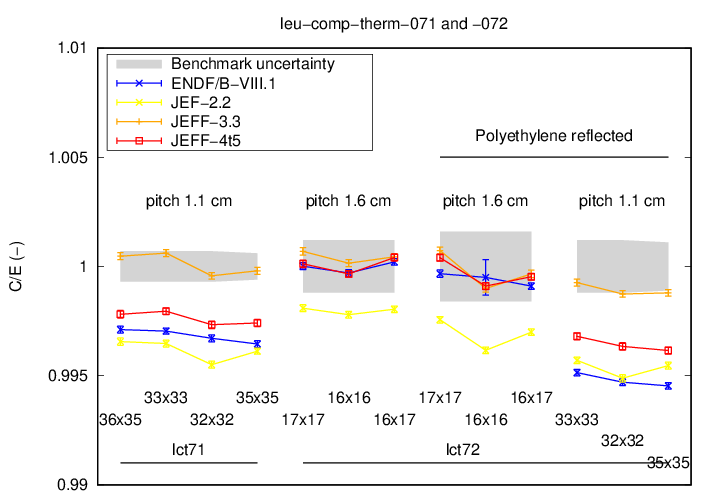 leu−comp−therm−071 and −072
1.01
1.005
1
0.995
0.99
C/E (−)
Benchmark uncertainty
ENDF/B−VIII.1
JEF−2.2
JEFF−3.3
JEFF−4t5
Polyethylene reflected
pitch 1.1 cm
pitch 1.6 cm
pitch 1.6 cm
pitch 1.1 cm
36x35
33x33
32x32
35x35
17x17
16x16
16x17
17x17
16x16
16x17
33x33
32x32
35x35
lct71
lct72